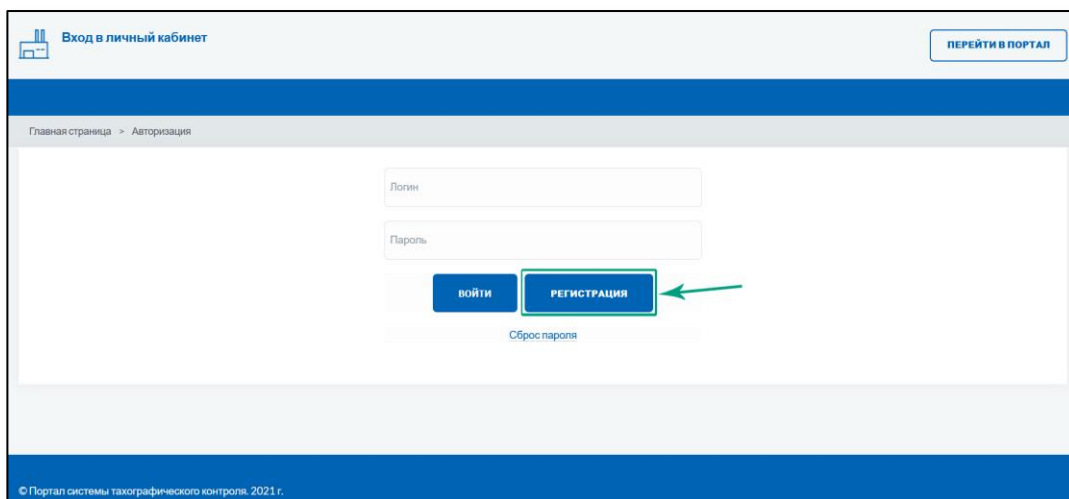 Вход в личный кабинет
ПЕРЕЙТИ В ПОРТАЛ
Главная страница > Авторизация
Логин
Пароль
ВОЙТИ
РЕГИСТРАЦИЯ
Сброс пароля
© Портал системы тахографического контроля. 2021 г.